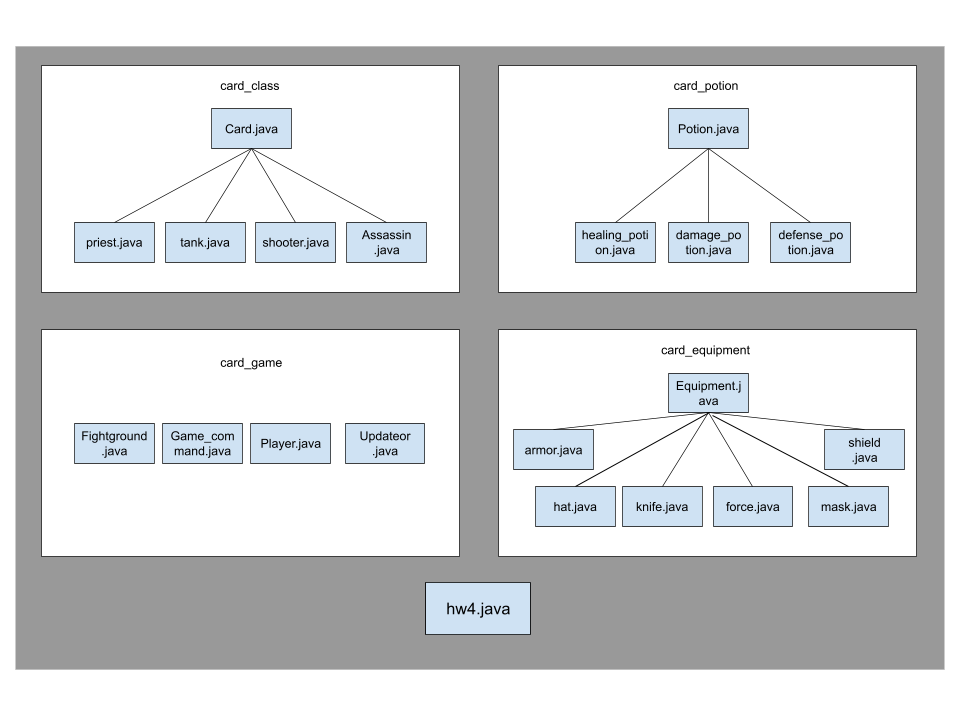 card_class
Card.java
priest.java
tank.java
shooter.java
Assassin
.java
card_potion
Potion.java
healing_poti
on.java
damage_po
tion.java
defense_po
tion.java
card_game
Fightground
.java
Game_com
mand.java
Player.java
Updateor
.java
card_equipment
Equipment.j
ava
armor.java
shield
.java
hat.java
knife.java
force.java
mask.java
hw4.java